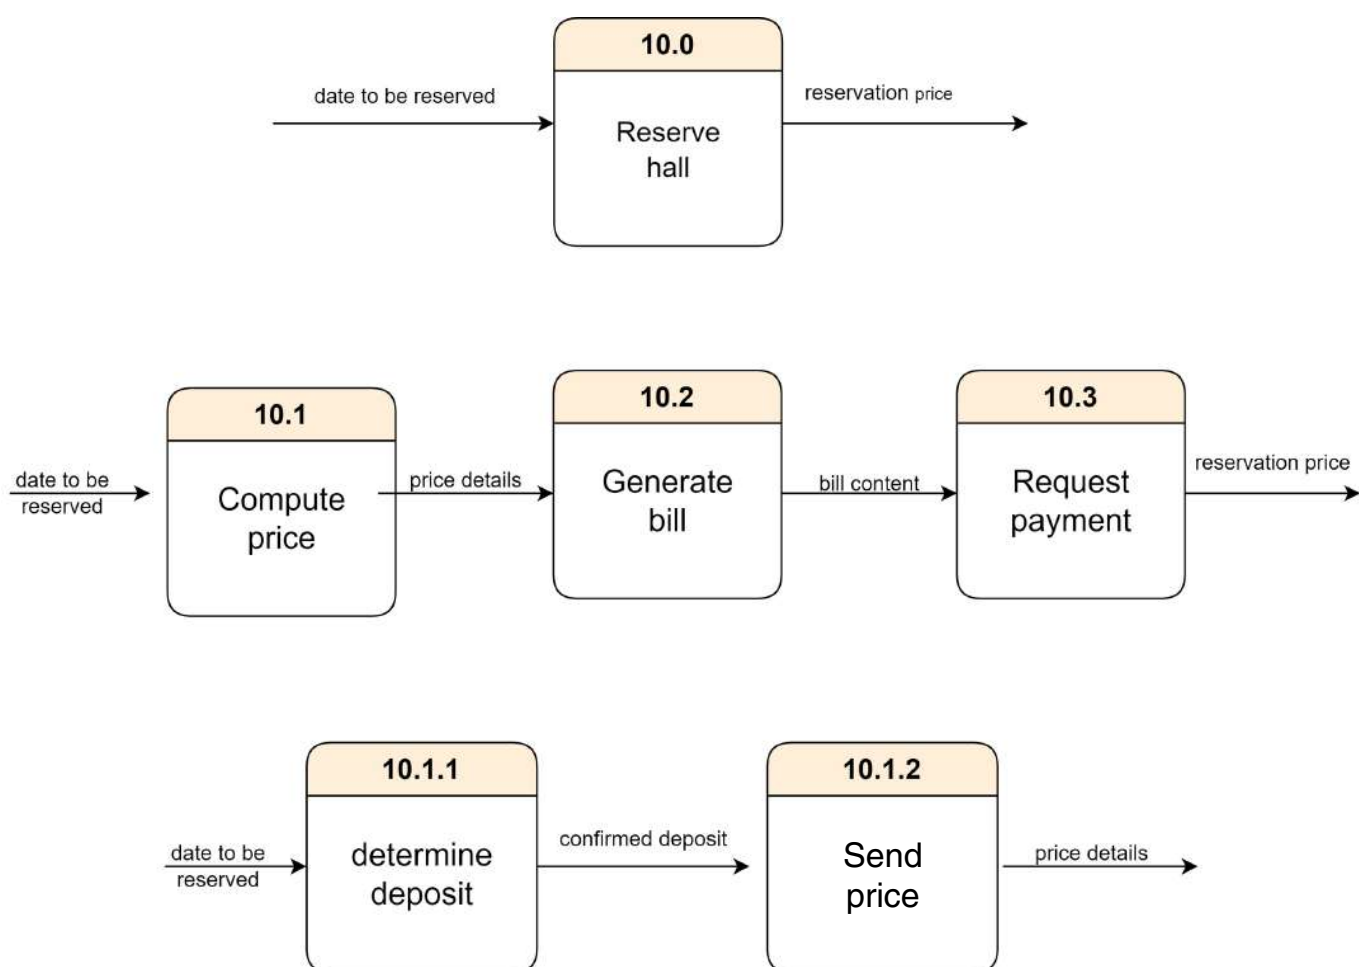 10.0
date to be reserved
reservation price
Reserve
hall
10.1
10.2
10.3
date to be
reserved
Compute
price
price details
Generate
bill
bill content
Request
payment
reservation price
10.1.1
10.1.2
date to be
reserved
determine
deposit
confirmed deposit
Send
price
price details